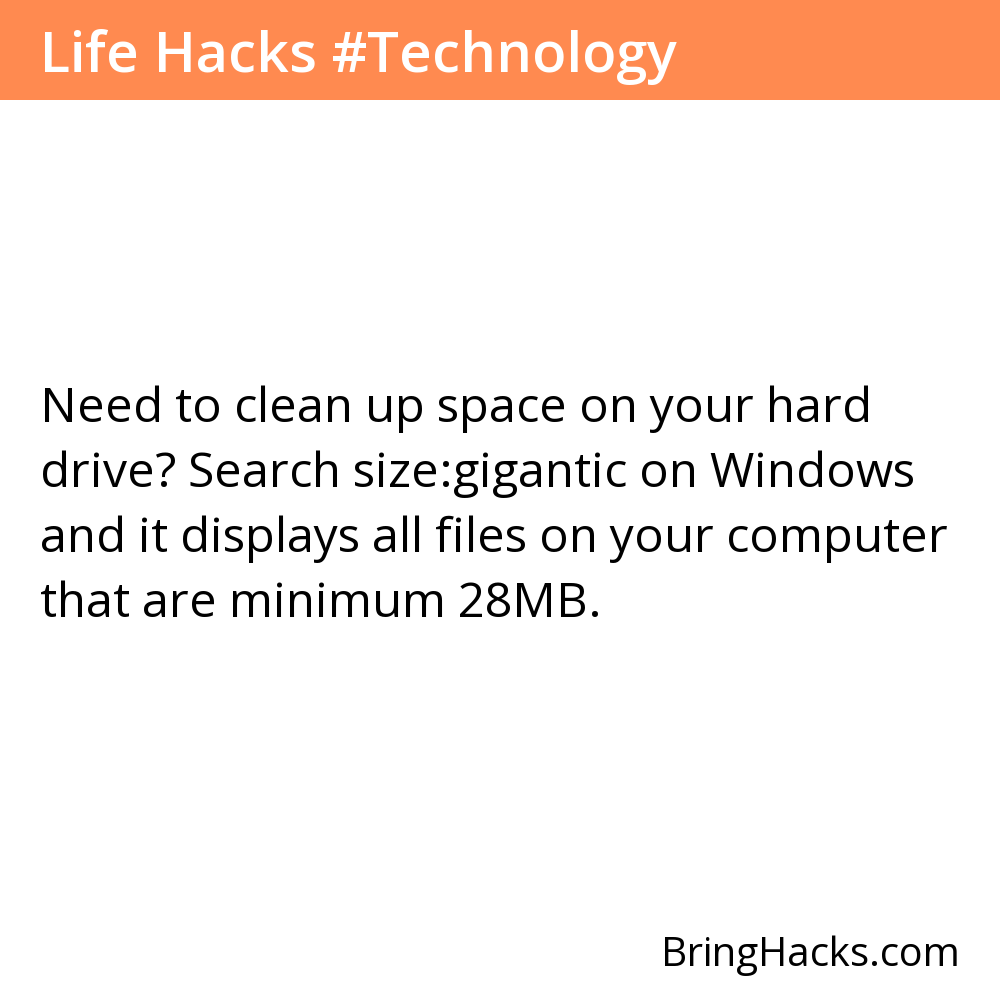 Life Hacks #Technology
Need to clean up space on your hard
drive? Search size:gigantic on Windows
and it displays all files on your computer
that are minimum 28MB.
BringHacks.com